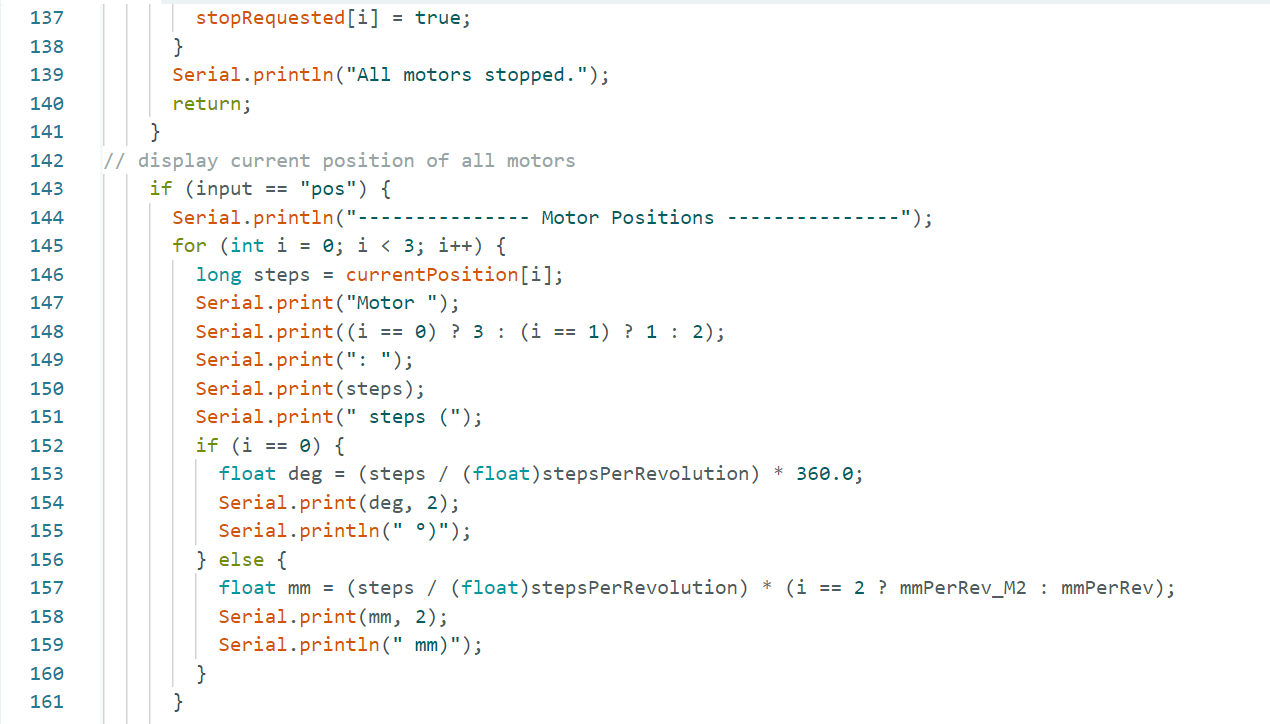 137 stopRequested[i] = true;
138 }
139 Serial.println("All motors stopped.");
140 return;
141 }
142 // display current position of all motors
143 if (input == "pos") {
144 Serial.println("--------------- Motor Positions ---------------");
145 for (int i = 0; i < 3; i++) {
146 long steps = currentPosition[i];
147 Serial.print("Motor ");
148 Serial.print((i == 0) ? 3 : (i == 1) ? 1 : 2);
149 Serial.print(": ");
150 Serial.print(steps);
151 Serial.print(" steps (");
152 if (i == 0) {
153 float deg = (steps / (float)stepsPerRevolution) * 360.0;
154 Serial.print(deg, 2);
155 Serial.println(" °)");
156 } else {
157 float mm = (steps / (float)stepsPerRevolution) * (i == 2 ? mmPerRev_M2 : mmPerRev);
158 Serial.print(mm, 2);
159 Serial.println(" mm)");
160 }
161 }